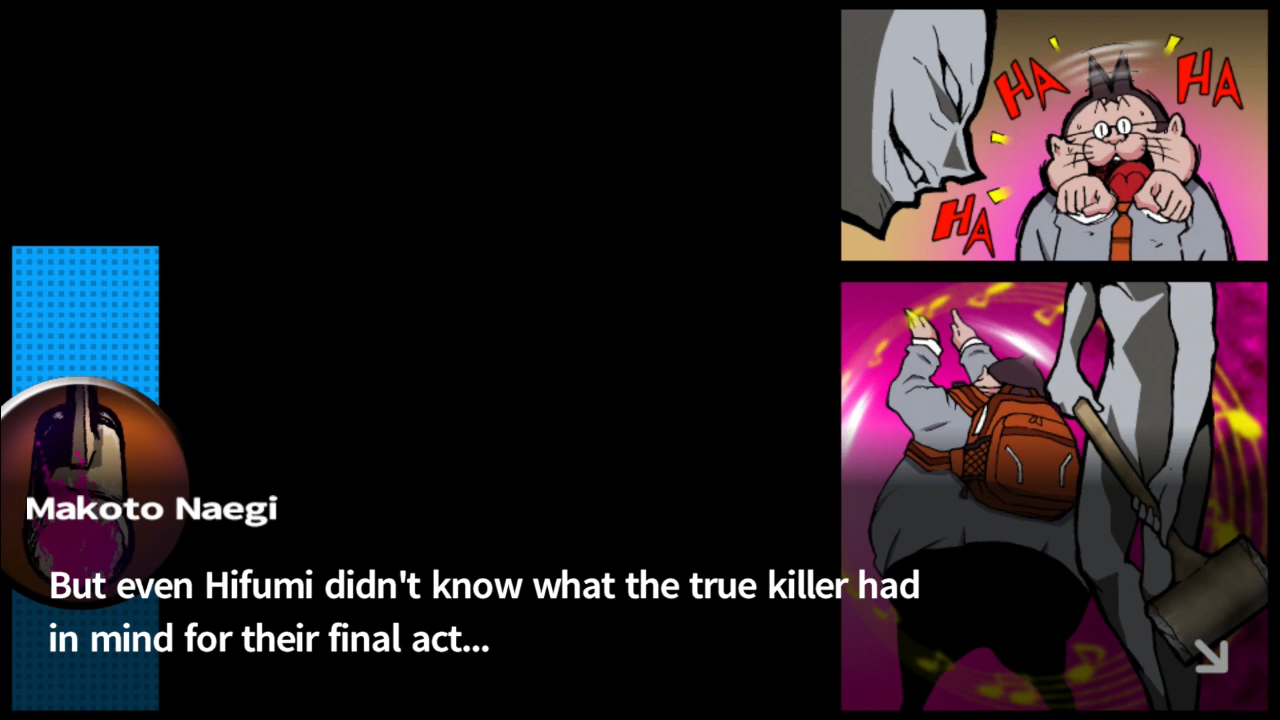 HA
HA
HA
Makoto Naegi
But even Hifumi didn't know what the true killer had
in mind for their final act...